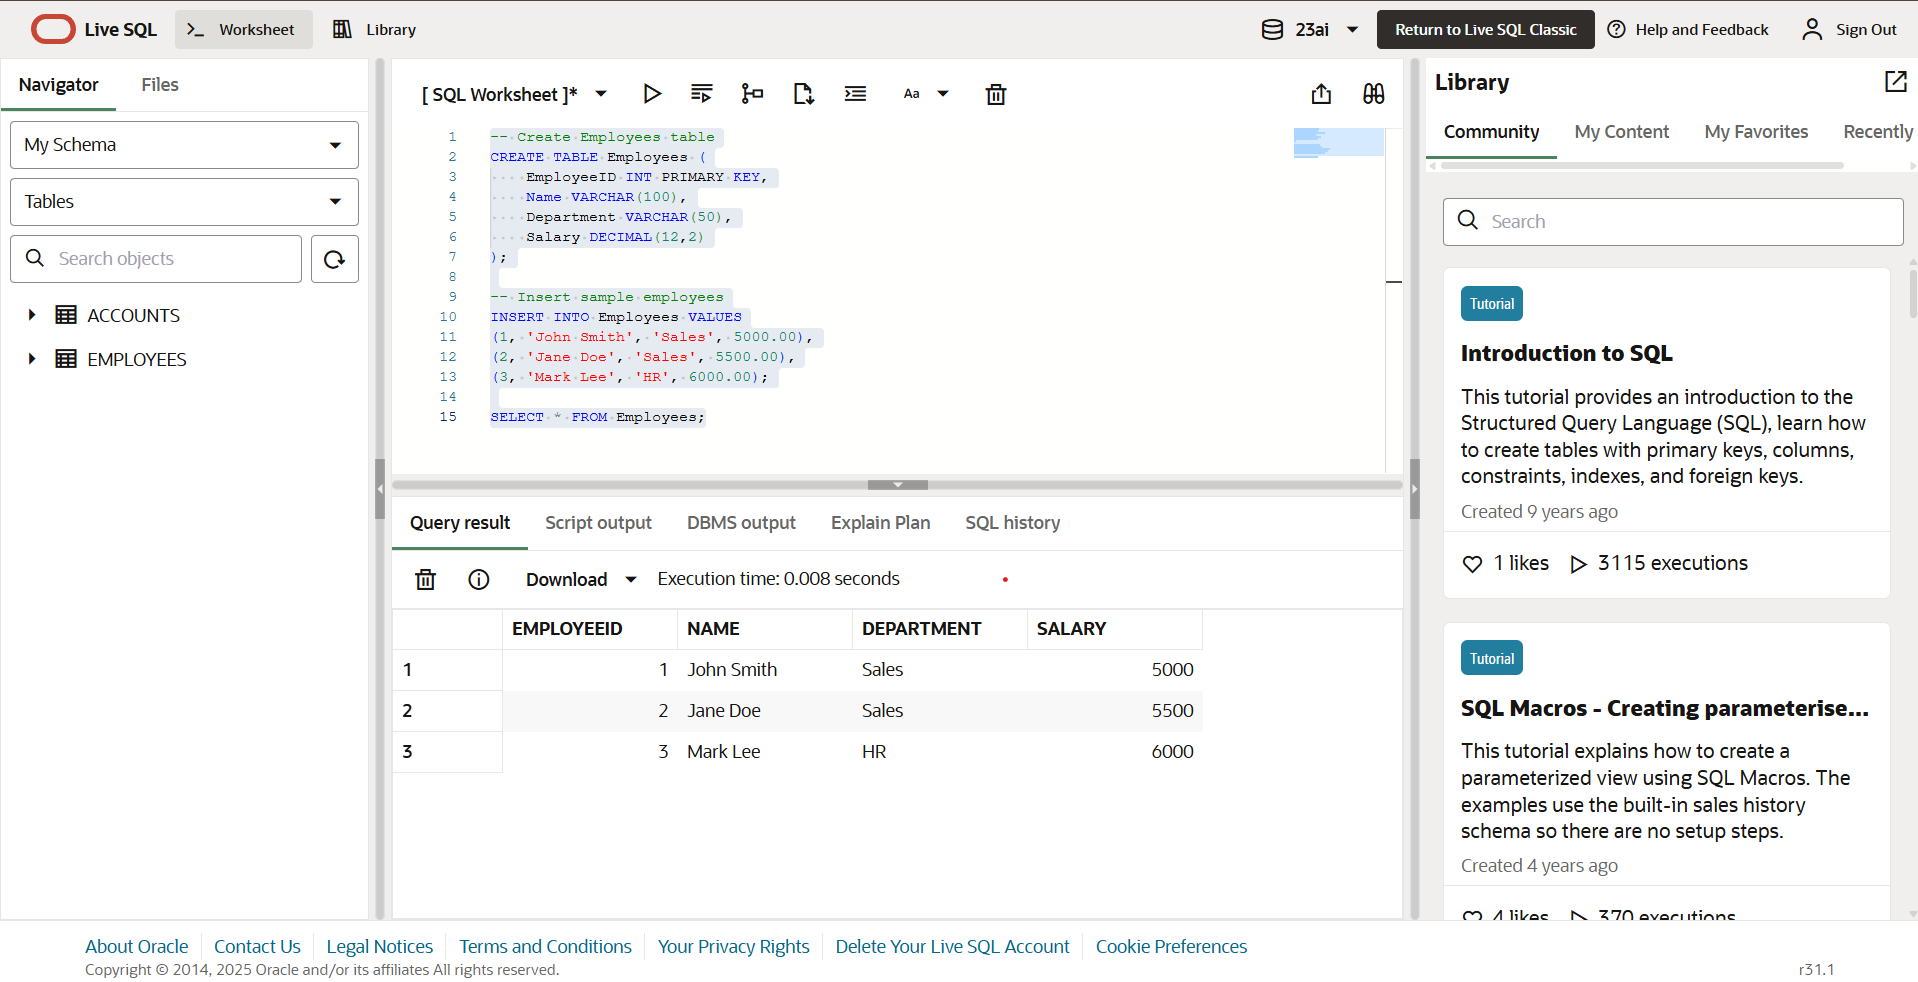 Live SQL
Worksheet
Library
23ai
Return to Live SQL Classic
Help and Feedback
Sign Out
Navigator
Files
My Schema
Tables
Search objects
ACCOUNTS
EMPLOYEES
[ SQL Worksheet ]*
Aa
1 -- Create Employees table
2 CREATE TABLE Employees (
3 EmployeeID INT PRIMARY KEY,
4 Name VARCHAR(100),
5 Department VARCHAR(50),
6 Salary DECIMAL(12,2)
7 );
8
9 -- Insert sample employees
10 INSERT INTO Employees VALUES
11 (1, 'John Smith', 'Sales', 5000.00),
12 (2, 'Jane Doe', 'Sales', 5500.00),
13 (3, 'Mark Lee', 'HR', 6000.00);
14
15 SELECT * FROM Employees;
Query result
Script output
DBMS output
Explain Plan
SQL history
Download
Execution time: 0.008 seconds
EMPLOYEEID NAME DEPARTMENT SALARY
1 1 John Smith Sales 5000
2 2 Jane Doe Sales 5500
3 3 Mark Lee HR 6000
Library
Community
My Content
My Favorites
Recently
Search
Tutorial
Introduction to SQL
This tutorial provides an introduction to the
Structured Query Language (SQL), learn how
to create tables with primary keys, columns,
constraints, indexes, and foreign keys.
Created 9 years ago
1 likes
3115 executions
Tutorial
SQL Macros - Creating parameterise...
This tutorial explains how to create a
parameterized view using SQL Macros. The
examples use the built-in sales history
schema so there are no setup steps.
Created 4 years ago
4 likes
370 executions
About Oracle
Contact Us
Legal Notices
Terms and Conditions
Your Privacy Rights
Delete Your Live SQL Account
Cookie Preferences
Copyright © 2014, 2025 Oracle and/or its affiliates All rights reserved.
r31.1